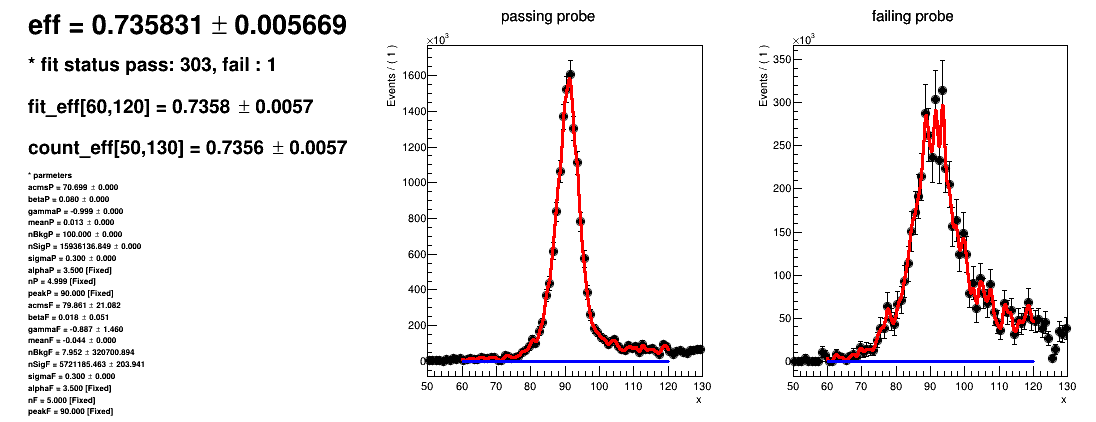 eff = 0.735831 ± 0.005669
* fit status pass: 303, fail : 1
fit_eff[60,120] = 0.7358 ± 0.0057
count_eff[50,130] = 0.7356 ± 0.0057
* parmeters
acmsP = 70.699 ± 0.000
betaP = 0.080 ± 0.000
gammaP = -0.999 ± 0.000
meanP = 0.013 ± 0.000
nBkgP = 100.000 ± 0.000
nSigP = 15936136.849 ± 0.000
sigmaP = 0.300 ± 0.000
alphaP = 3.500 [Fixed]
nP = 4.999 [Fixed]
peakP = 90.000 [Fixed]
acmsF = 79.861 ± 21.082
betaF = 0.018 ± 0.051
gammaF = -0.887 ± 1.460
meanF = -0.044 ± 0.000
nBkgF = 7.952 ± 320700.894
nSigF = 5721185.463 ± 203.941
sigmaF = 0.300 ± 0.000
alphaF = 3.500 [Fixed]
nF = 5.000 [Fixed]
peakF = 90.000 [Fixed]
passing probe
×10³
Events / ( 1 )
1600
1400
1200
1000
800
600
400
200
0
50 60 70 80 90 100 110 120 130
x
failing probe
×10³
Events / ( 1 )
350
300
250
200
150
100
50
0
50 60 70 80 90 100 110 120 130
x